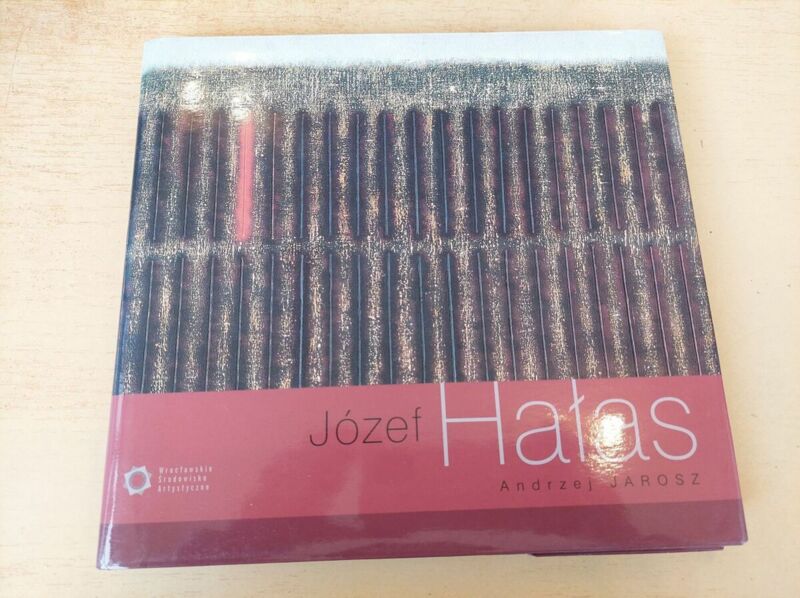 Józef Hałas
Andrzej JAROSZ
Wrocławskie
Środowisko
Artystyczne